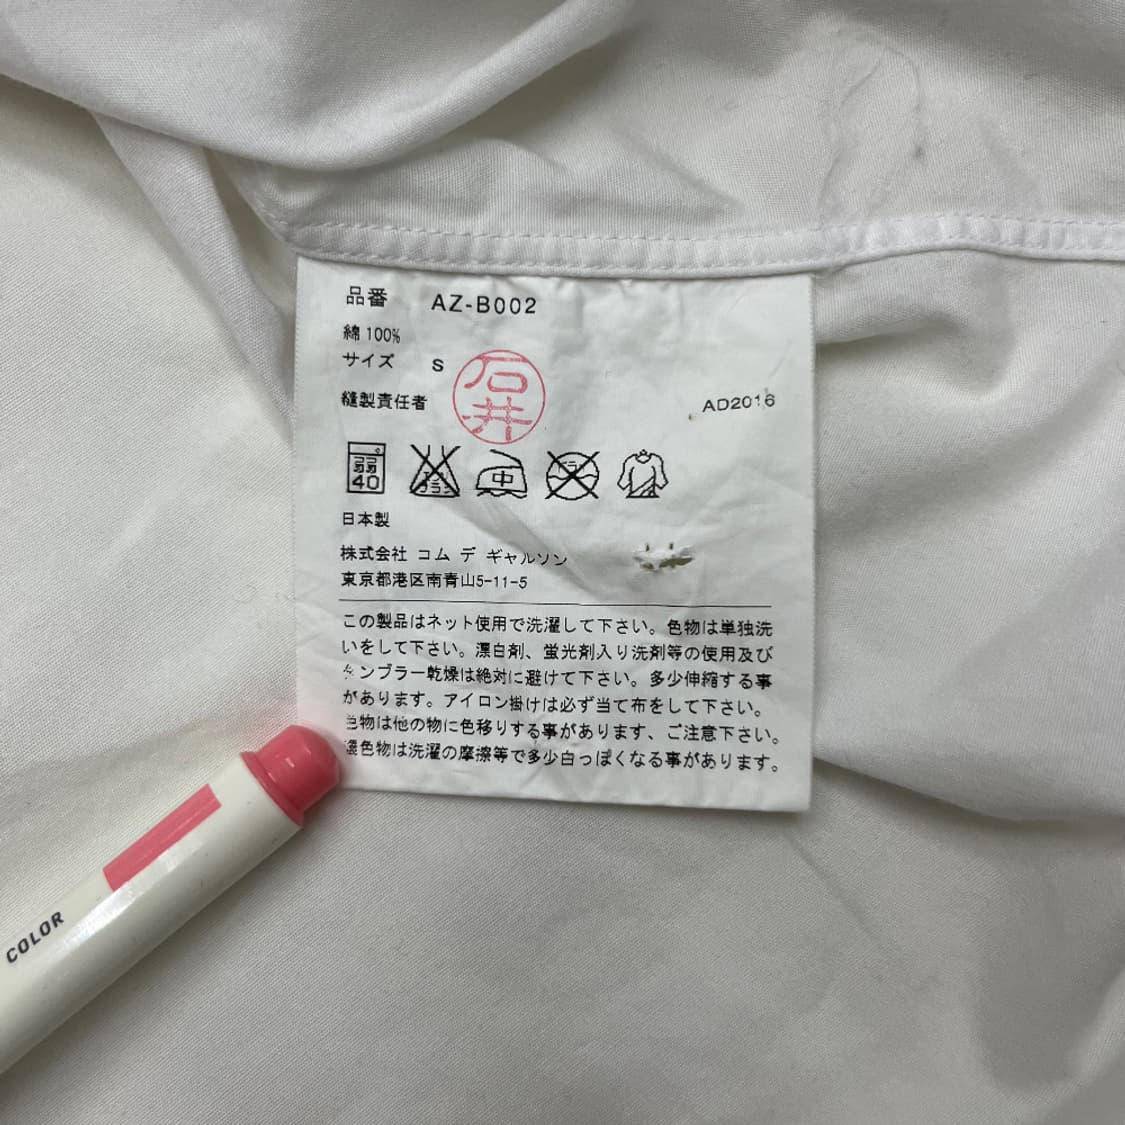 品番 AZ-B002
綿 100%
サイズ S
石井
縫製責任者 AD2016
弱 40 中
日本製
株式会社 コム デ ギャルソン
東京都港区南青山5-11-5
この製品はネット使用で洗濯して下さい。色物は単独洗
いをして下さい。漂白剤、蛍光剤入り洗剤等の使用及び
タンブラー乾燥は絶対に避けて下さい。多少伸縮する事
があります。アイロン掛けは必ず当て布をして下さい。
色物は他の物に色移りする事があります、ご注意下さい。
濃色物は洗濯の摩擦等で多少白っぽくなる事があります。
COLOR